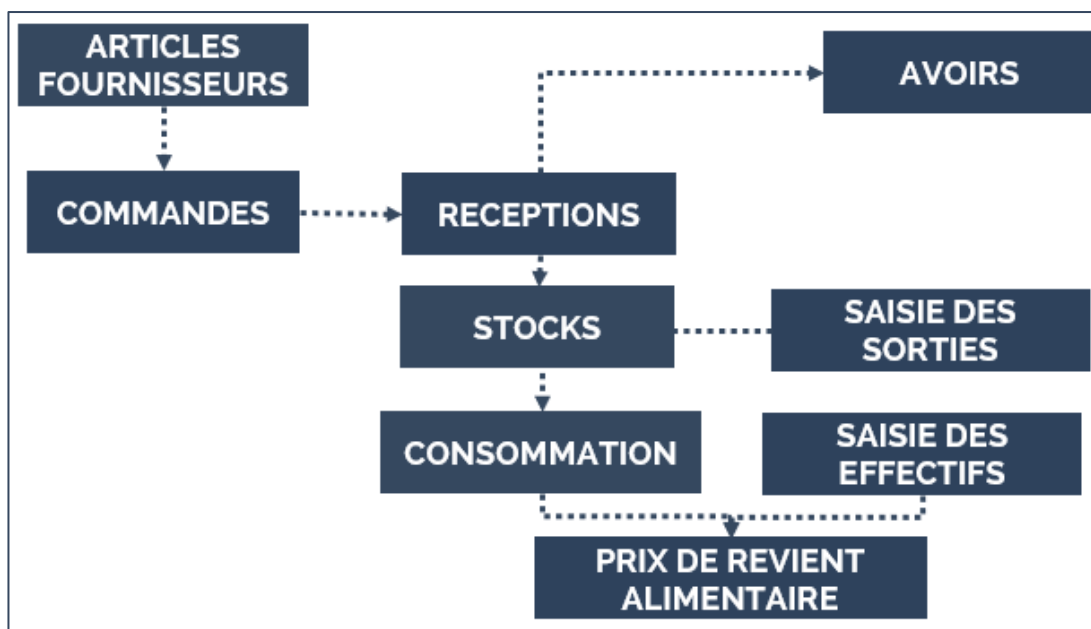 ARTICLES
FOURNISSEURS
AVOIRS
COMMANDES
RECEPTIONS
STOCKS
SAISIE DES
SORTIES
CONSOMMATION
SAISIE DES
EFFECTIFS
PRIX DE REVIENT
ALIMENTAIRE